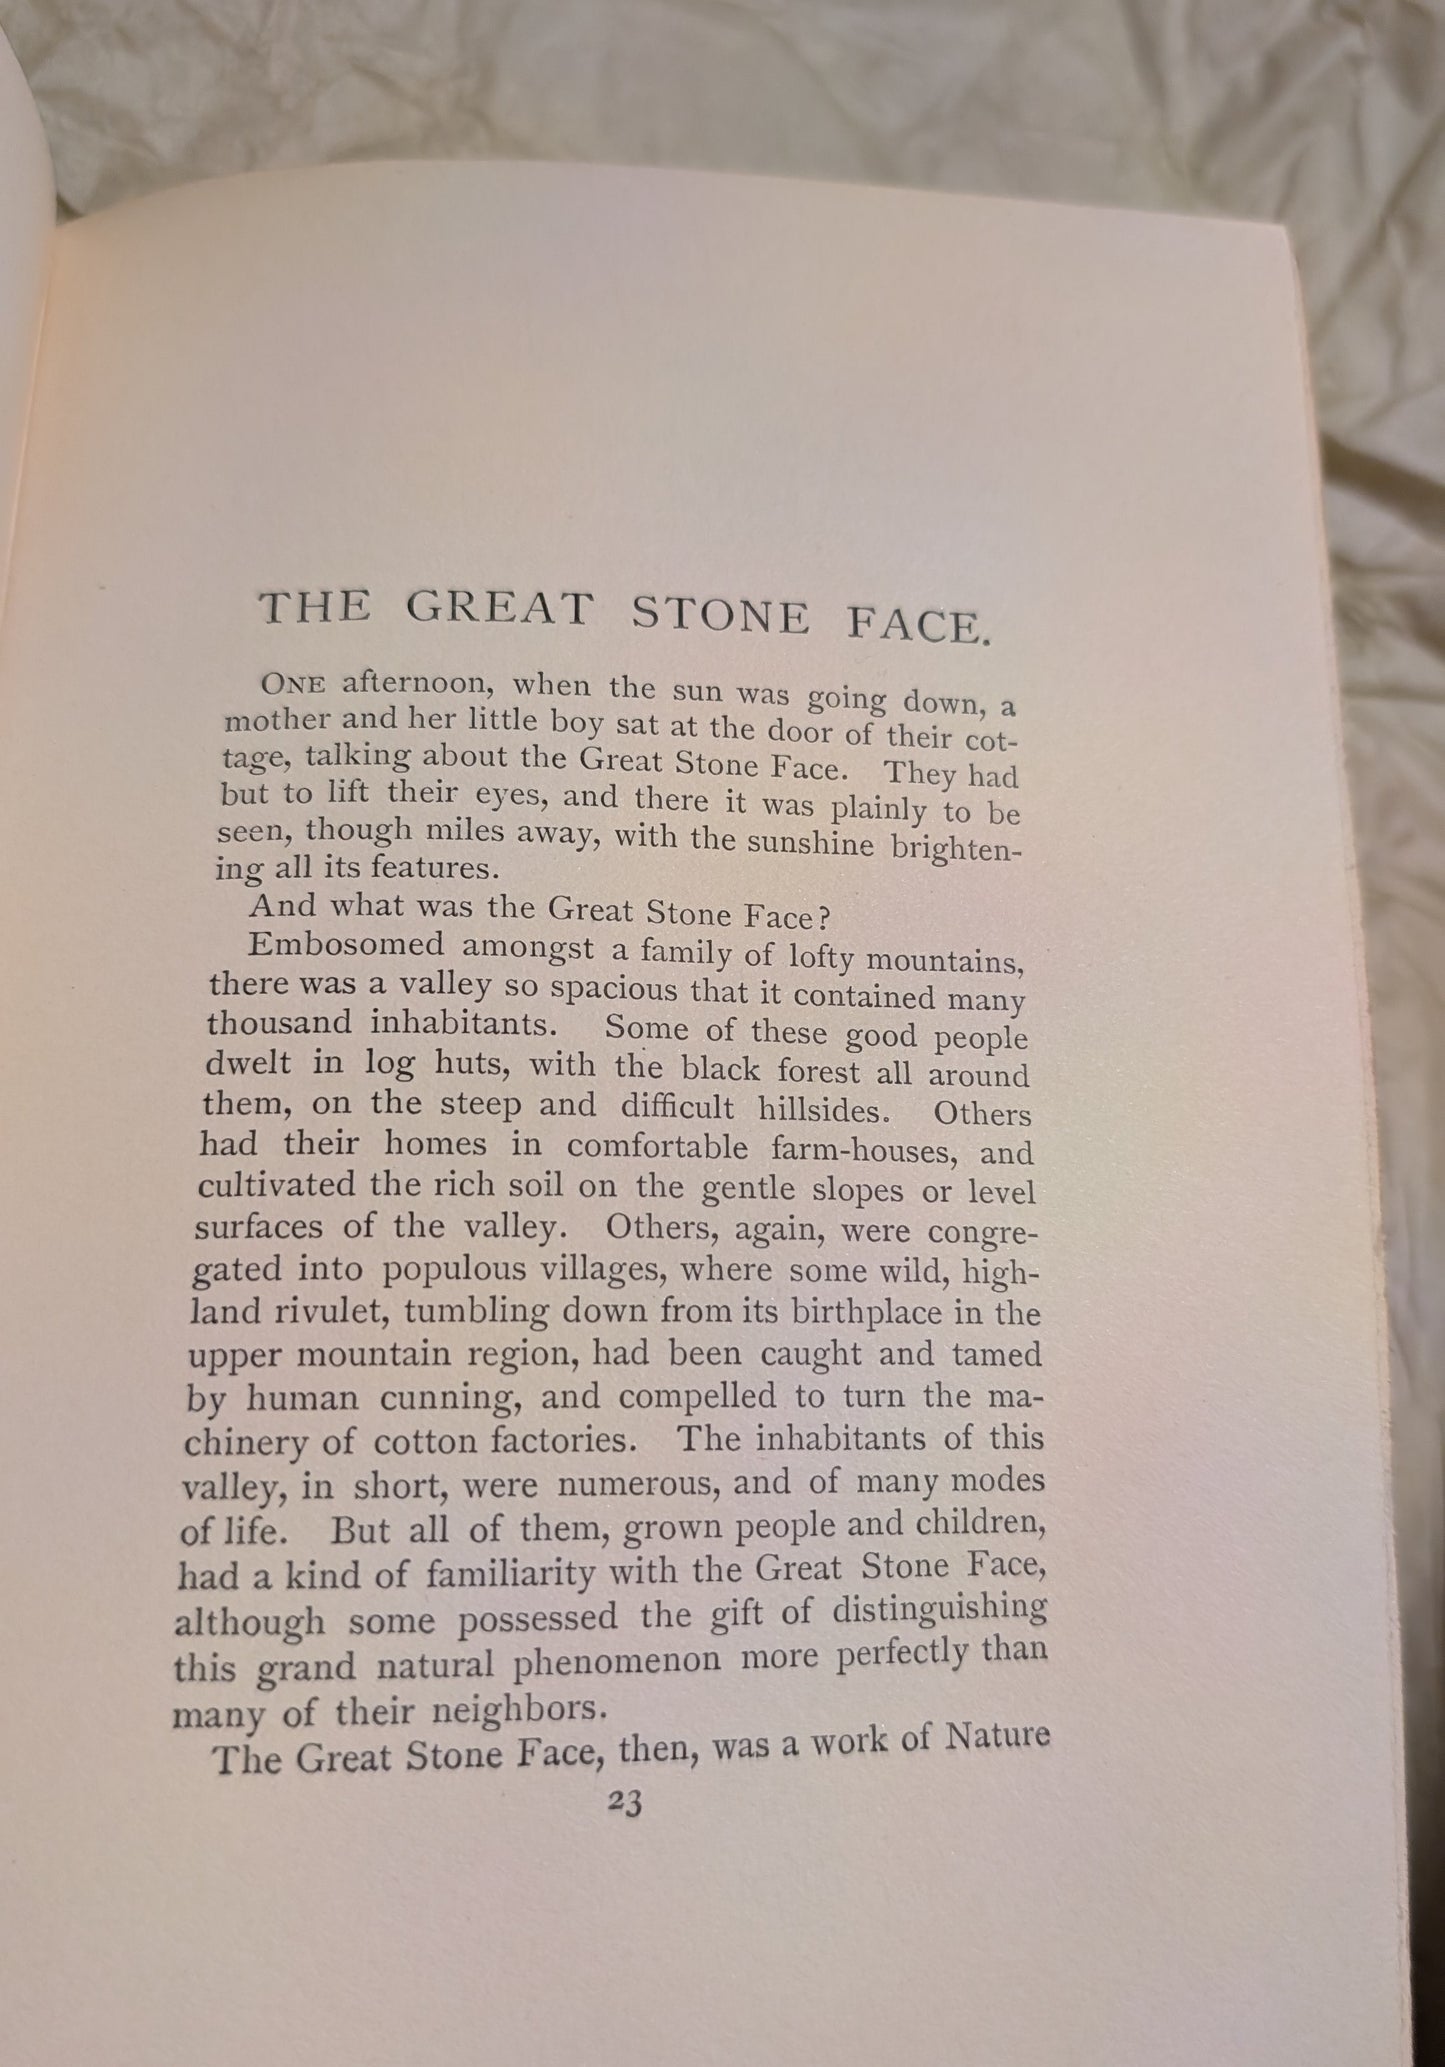 THE GREAT STONE FACE.
ONE afternoon, when the sun was going down, a
mother and her little boy sat at the door of their cot-
tage, talking about the Great Stone Face. They had
but to lift their eyes, and there it was plainly to be
seen, though miles away, with the sunshine brighten-
ing all its features.
And what was the Great Stone Face?
Embosomed amongst a family of lofty mountains,
there was a valley so spacious that it contained many
thousand inhabitants. Some of these good people
dwelt in log huts, with the black forest all around
them, on the steep and difficult hillsides. Others
had their homes in comfortable farm-houses, and
cultivated the rich soil on the gentle slopes or level
surfaces of the valley. Others, again, were congre-
gated into populous villages, where some wild, high-
land rivulet, tumbling down from its birthplace in the
upper mountain region, had been caught and tamed
by human cunning, and compelled to turn the ma-
chinery of cotton factories. The inhabitants of this
valley, in short, were numerous, and of many modes
of life. But all of them, grown people and children,
had a kind of familiarity with the Great Stone Face,
although some possessed the gift of distinguishing
this grand natural phenomenon more perfectly than
many of their neighbors.
The Great Stone Face, then, was a work of Nature
23